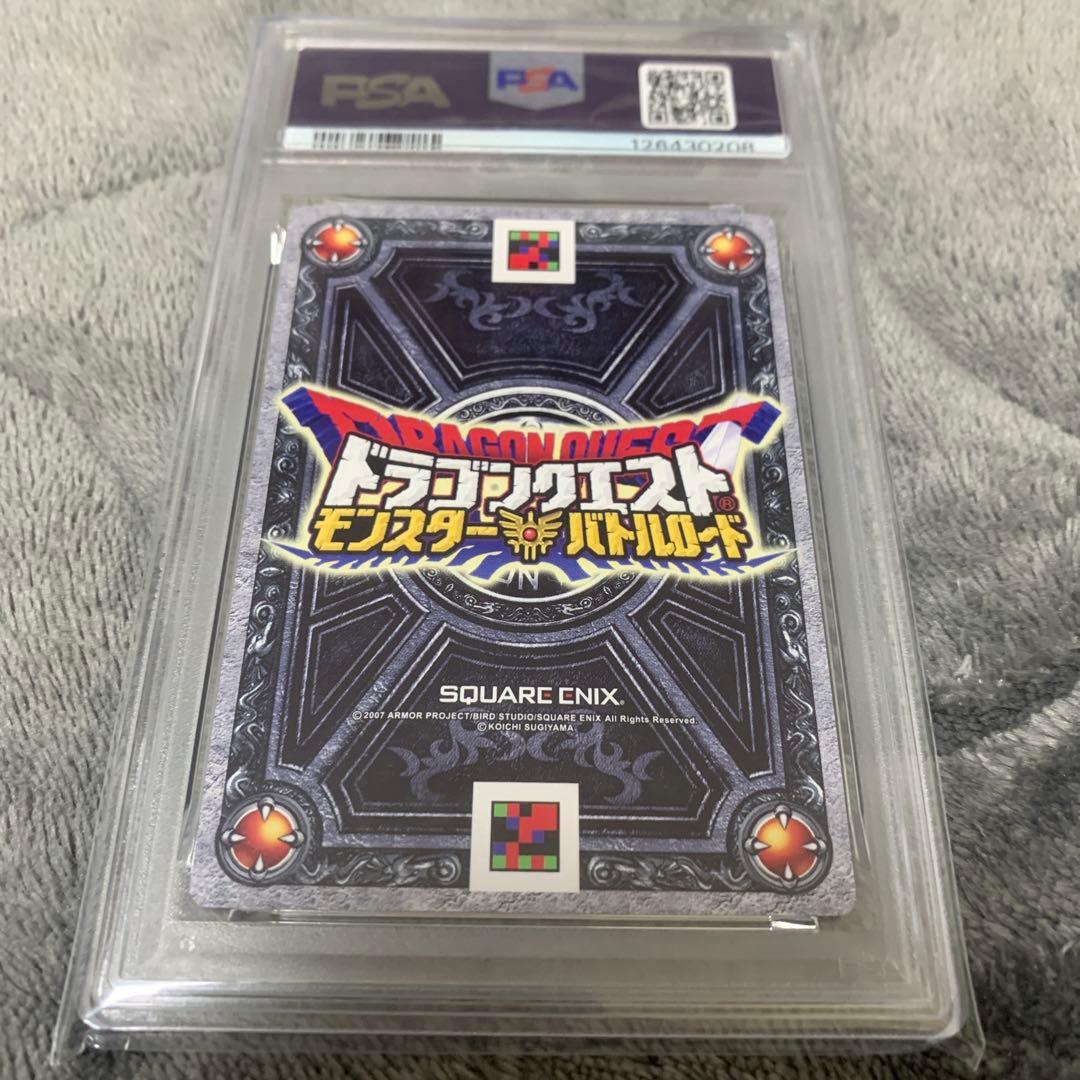 PSA PSA
126430208
DRAGON QUEST
ドラゴンクエスト®
モンスター バトルロード
SQUARE ENIX®
© 2007 ARMOR PROJECT/BIRD STUDIO/SQUARE ENIX All Rights Reserved.
© KOICHI SUGIYAMA